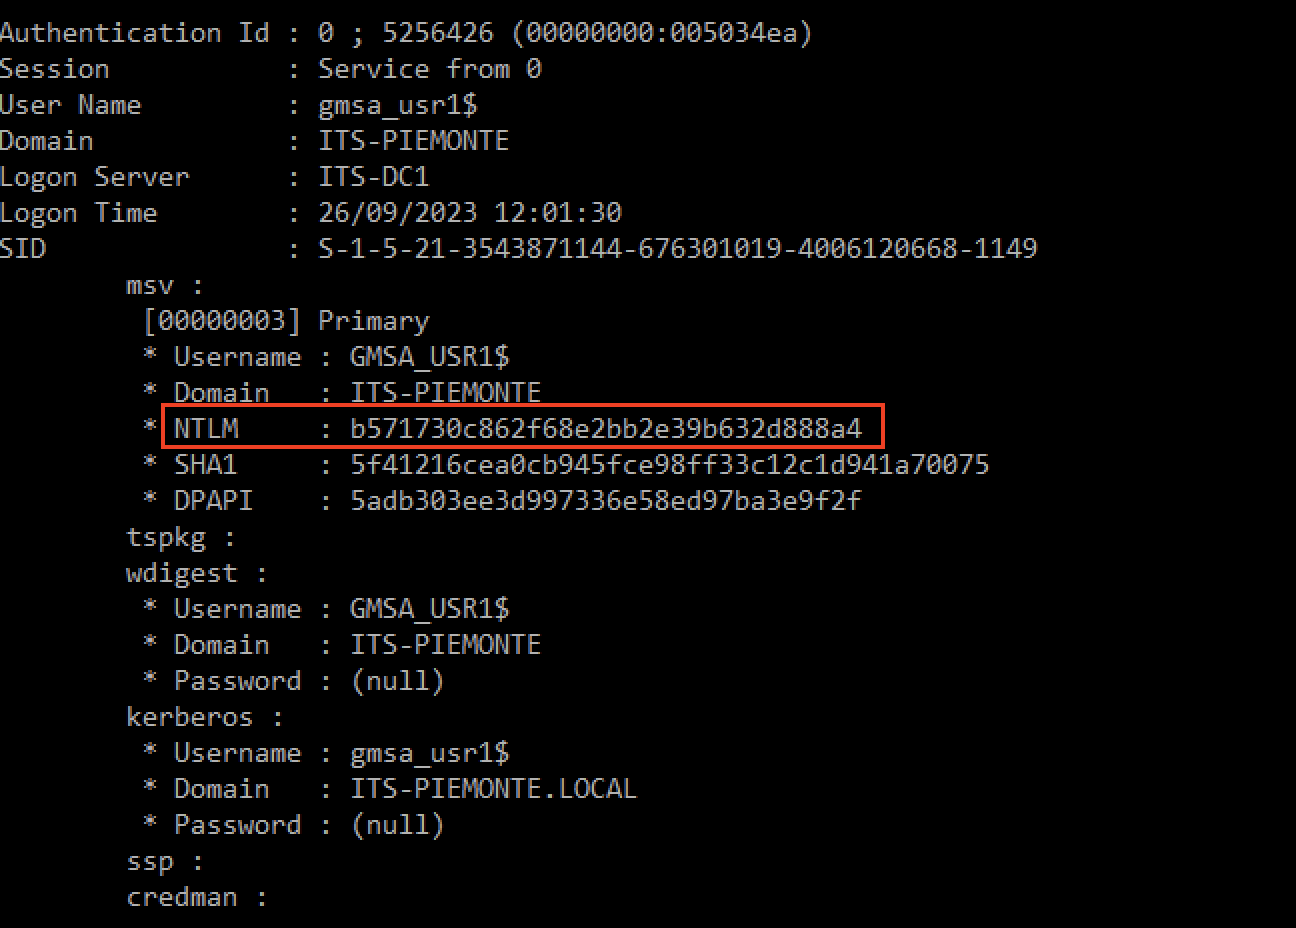 Authentication Id : 0 ; 5256426 (00000000:005034ea)
Session : Service from 0
User Name : gmsa_usr1$
Domain : ITS-PIEMONTE
Logon Server : ITS-DC1
Logon Time : 26/09/2023 12:01:30
SID : S-1-5-21-3543871144-676301019-4006120668-1149
msv :
[00000003] Primary
* Username : GMSA_USR1$
* Domain : ITS-PIEMONTE
* NTLM : b571730c862f68e2bb2e39b632d888a4
* SHA1 : 5f41216cea0cb945fce98ff33c12c1d941a70075
* DPAPI : 5adb303ee3d997336e58ed97ba3e9f2f
tspkg :
wdigest :
* Username : GMSA_USR1$
* Domain : ITS-PIEMONTE
* Password : (null)
kerberos :
* Username : gmsa_usr1$
* Domain : ITS-PIEMONTE.LOCAL
* Password : (null)
ssp :
credman :